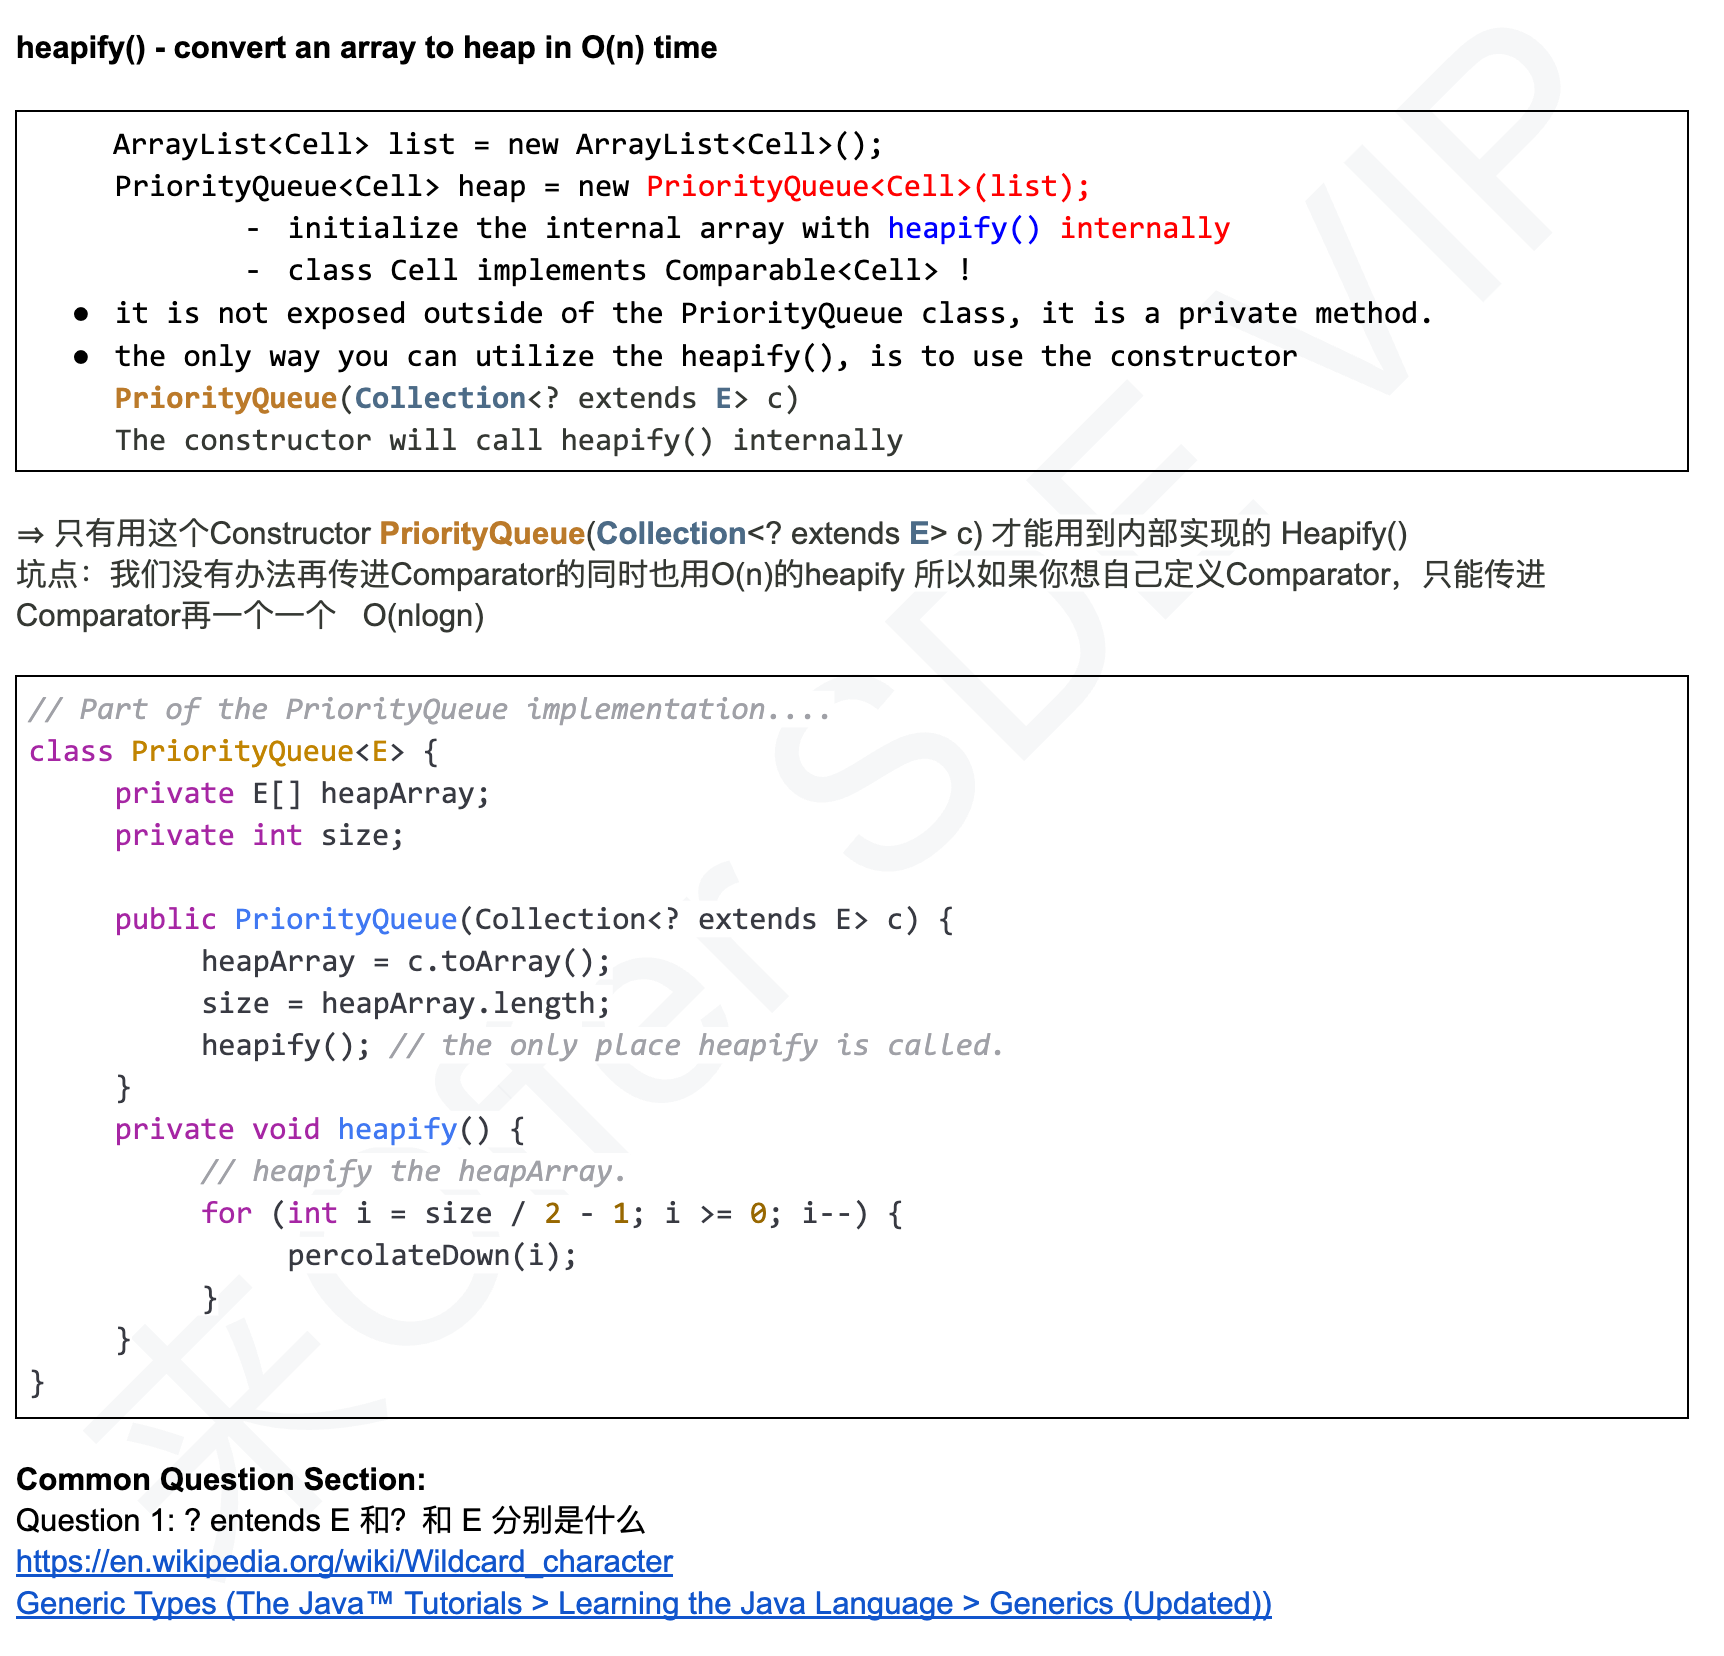 heapify() - convert an array to heap in O(n) time
ArrayList<Cell> list = new ArrayList<Cell>();
PriorityQueue<Cell> heap = new PriorityQueue<Cell>(list);
- initialize the internal array with heapify() internally
- class Cell implements Comparable<Cell> !
● it is not exposed outside of the PriorityQueue class, it is a private method.
● the only way you can utilize the heapify(), is to use the constructor
PriorityQueue(Collection<? extends E> c)
The constructor will call heapify() internally
⇒ 只有用这个Constructor PriorityQueue(Collection<? extends E> c) 才能用到内部实现的 Heapify()
坑点：我们没有办法再传进Comparator的同时也用O(n)的heapify 所以如果你想自己定义Comparator，只能传进
Comparator再一个一个 O(nlogn)
// Part of the PriorityQueue implementation....
class PriorityQueue<E> {
private E[] heapArray;
private int size;
public PriorityQueue(Collection<? extends E> c) {
heapArray = c.toArray();
size = heapArray.length;
heapify(); // the only place heapify is called.
}
private void heapify() {
// heapify the heapArray.
for (int i = size / 2 - 1; i >= 0; i--) {
percolateDown(i);
}
}
}
Common Question Section:
Question 1: ? entends E 和? 和 E 分别是什么
https://en.wikipedia.org/wiki/Wildcard_character
Generic Types (The Java™ Tutorials > Learning the Java Language > Generics (Updated))
来Offer SDE VIP